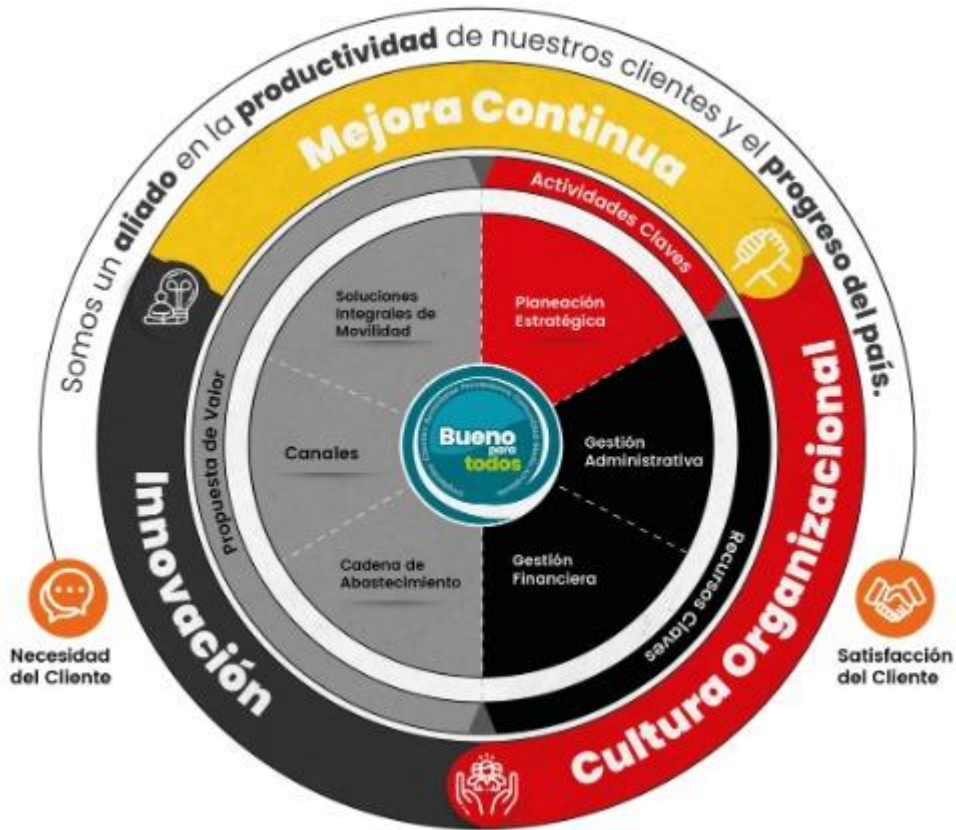 Somos un aliado en la productividad de nuestros clientes y el progreso del país.
Mejora Continua
Actividades Claves
Soluciones
Integrales de
Movilidad
Planeación
Estratégica
Propuesta de Valor
Canales
Bueno
para
todos
Gestión
Administrativa
Cadena de
Abastecimiento
Gestión
Financiera
Recursos Claves
Innovación
Cultura Organizacional
Necesidad
del Cliente
Satisfacción
del Cliente